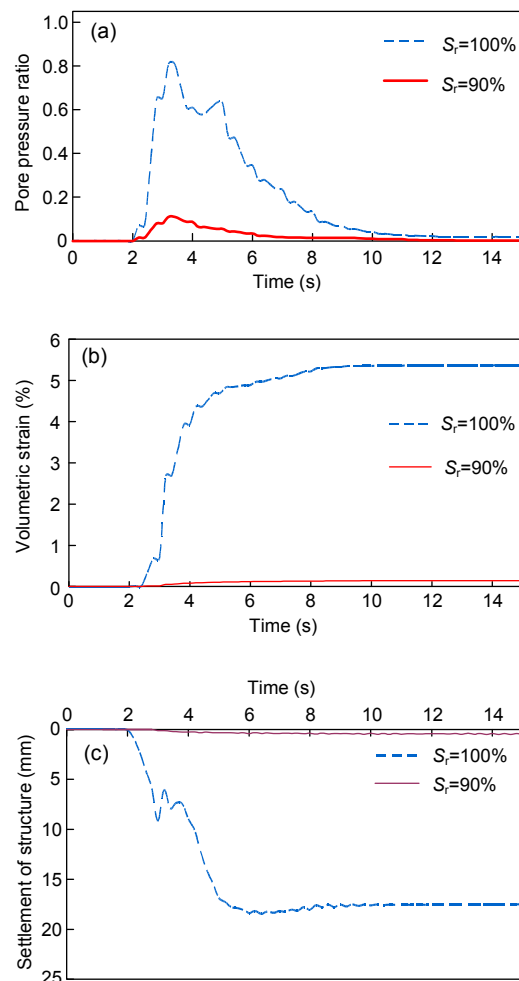 (a)
Pore pressure ratio
1.0
0.8
0.6
0.4
0.2
0
Sr=100%
Sr=90%
0 2 4 6 8 10 12 14
Time (s)
(b)
Volumetric strain (%)
6
5
4
3
2
1
0
Sr=100%
Sr=90%
0 2 4 6 8 10 12 14
Time (s)
Time (s)
0 2 4 6 8 10 12 14
(c)
Settlement of structure (mm)
0
5
10
15
20
25
Sr=100%
Sr=90%